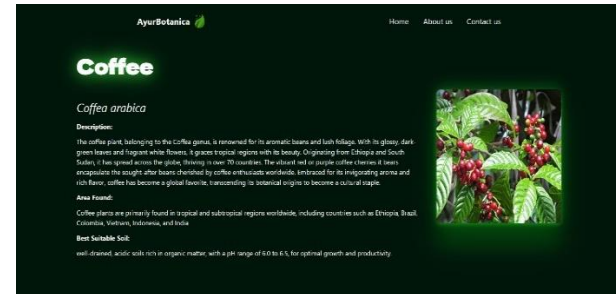 AyurBotanica
Home About us Contact us
Coffee
Coffea arabica
Description:
The coffee plant, belonging to the Coffea genus, is renowned for its aromatic beans and lush foliage. With its glossy, dark-
green leaves and fragrant white flowers, it graces tropical regions with its beauty. Originating from Ethiopia and South
Sudan, it has spread across the globe, thriving in over 70 countries. The vibrant red or purple coffee cherries it bears
encapsulate the sought-after beans cherished by coffee enthusiasts worldwide. Embraced for its invigorating aroma and
rich flavor, coffee has become a global favorite, transcending its botanical origins to become a cultural staple.
Area Found:
Coffee plants are primarily found in tropical and subtropical regions worldwide, including countries such as Ethiopia, Brazil,
Colombia, Vietnam, Indonesia, and India
Best Suitable Soil:
well-drained, acidic soils rich in organic matter, with a pH range of 6.0 to 6.5, for optimal growth and productivity.